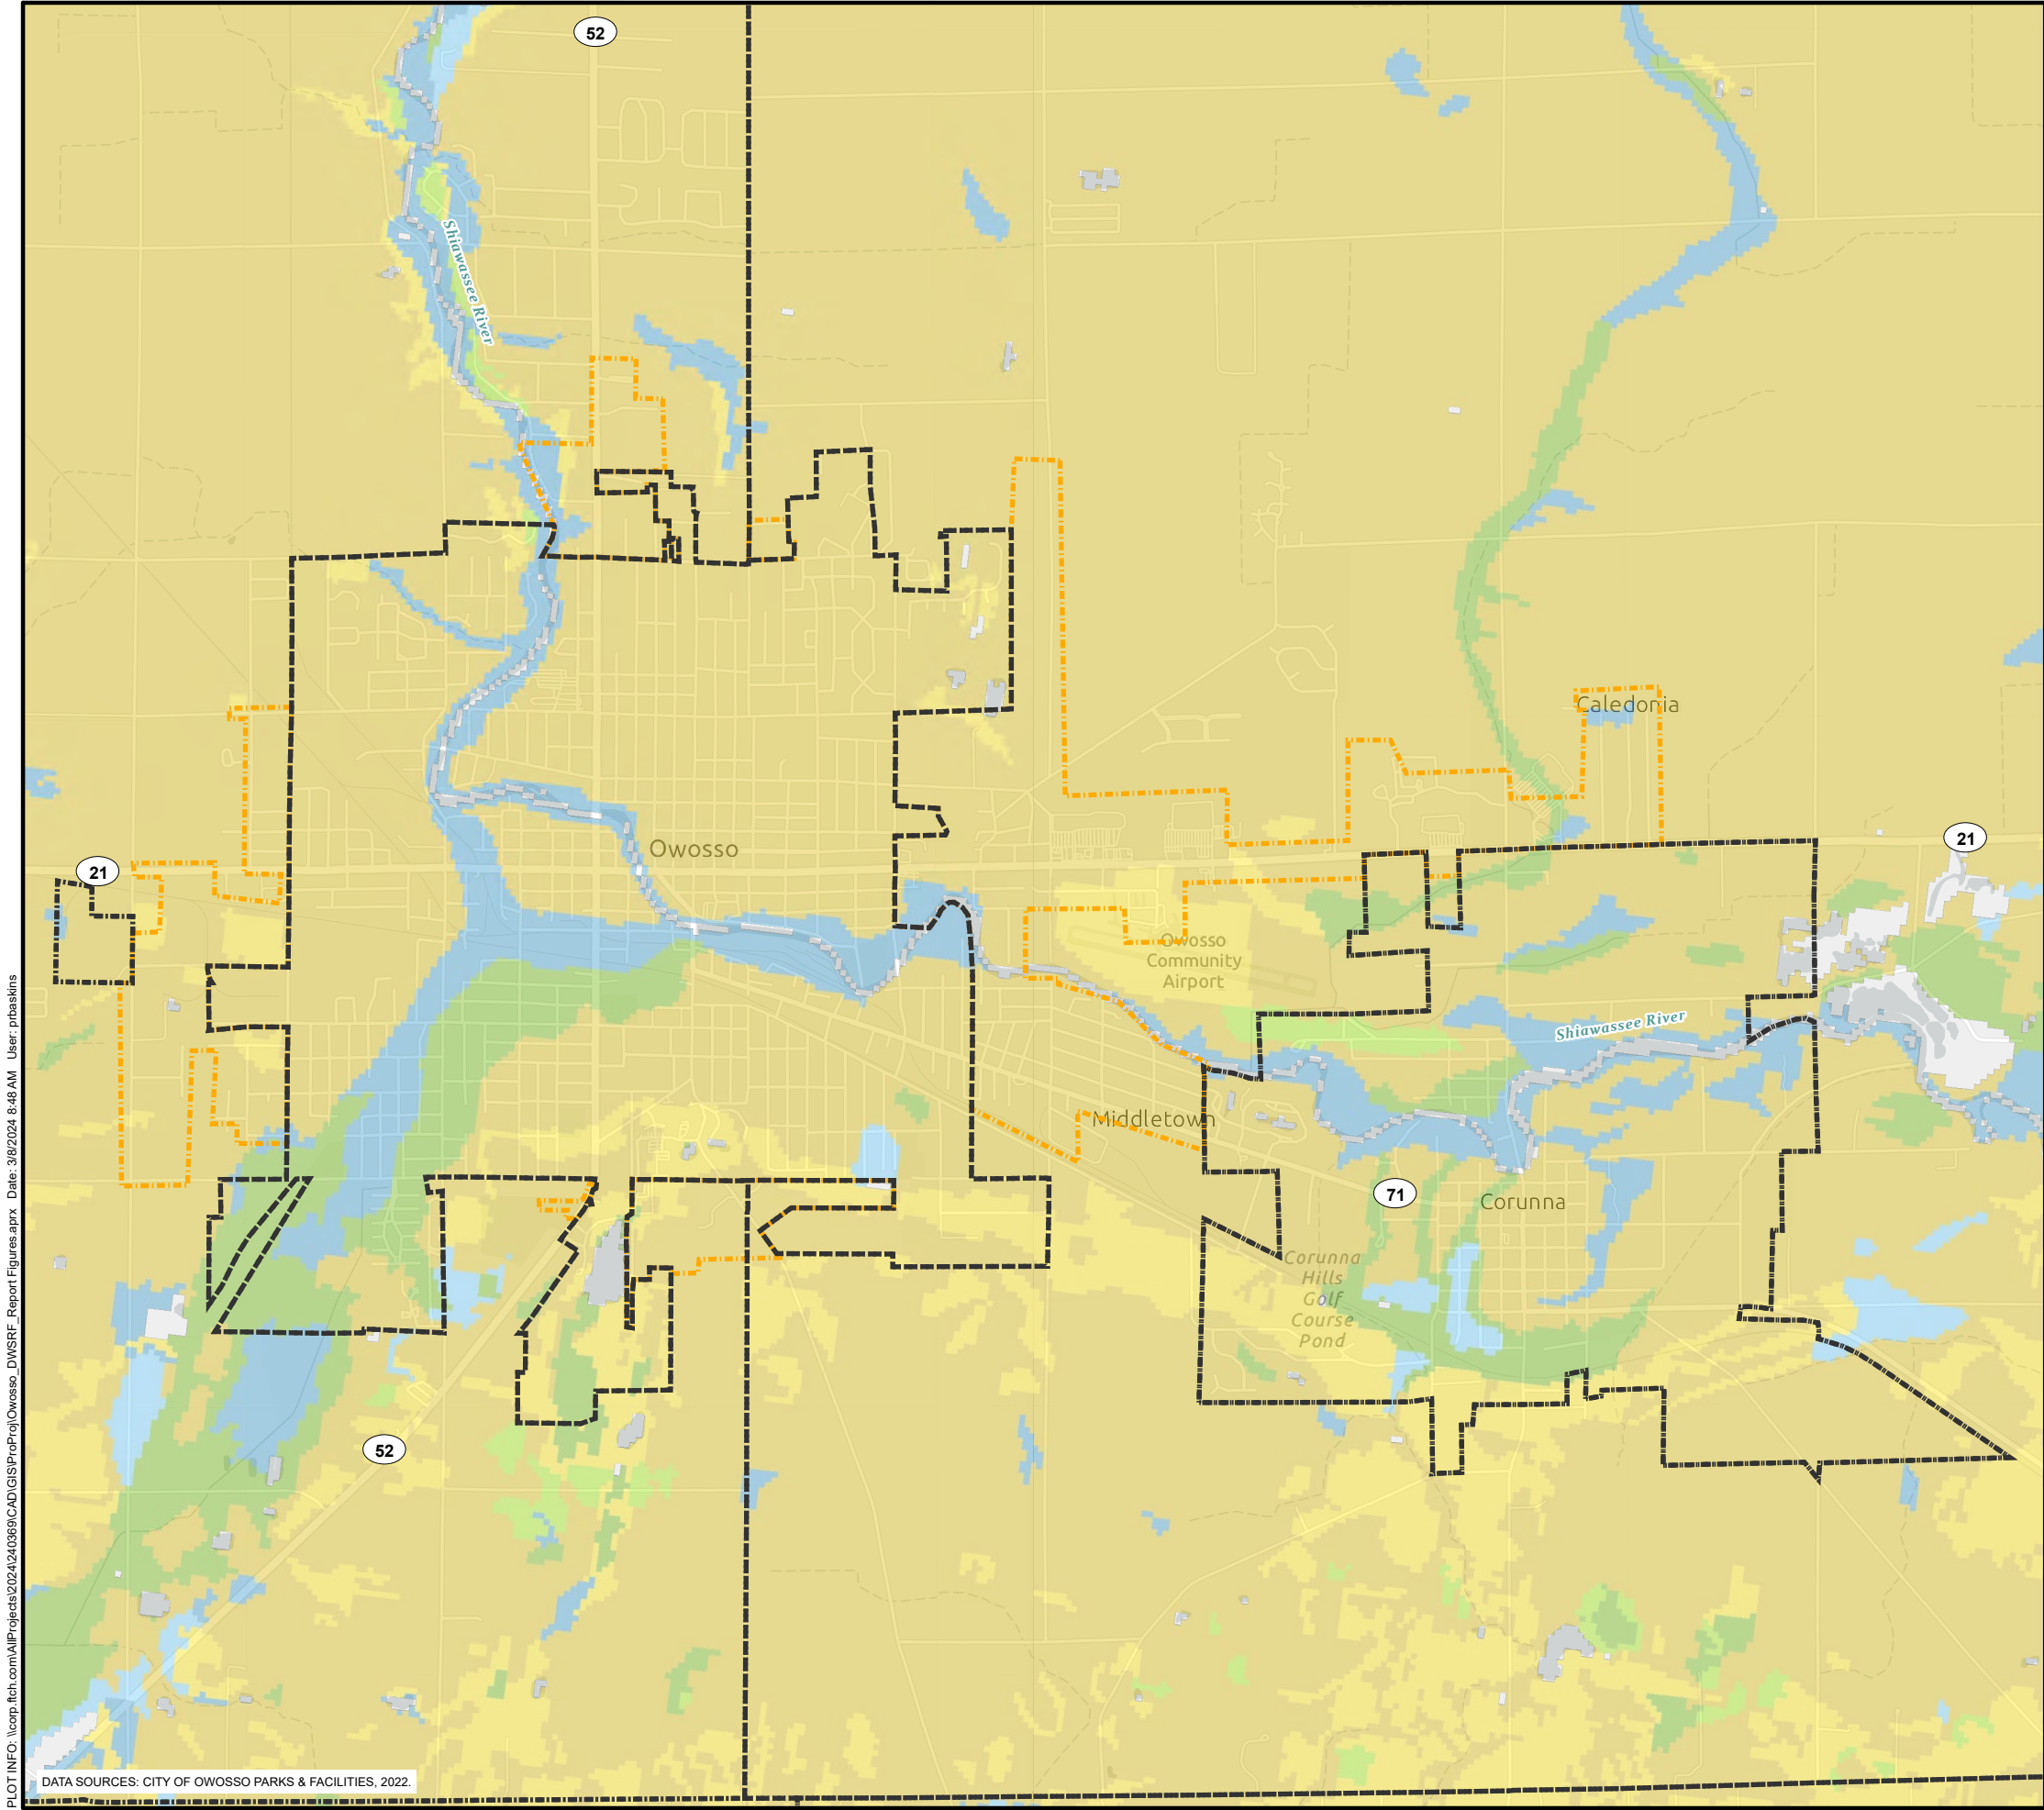 52
Shiawassee River
Caledonia
Owosso
21
21
Owosso
Community
Airport
Shiawassee River
Middletown
71
Corunna
Corunna
Hills
Golf
Course
Pond
52
DATA SOURCES: CITY OF OWOSSO PARKS & FACILITIES, 2022.
PLOT INFO: \\corp.ftch.com\AllProjects\2024\240369\CAD\GIS\ProProj\Owosso_DWSRF_Report Figures.aprx Date: 3/8/2024 8:48 AM User: prbaskins